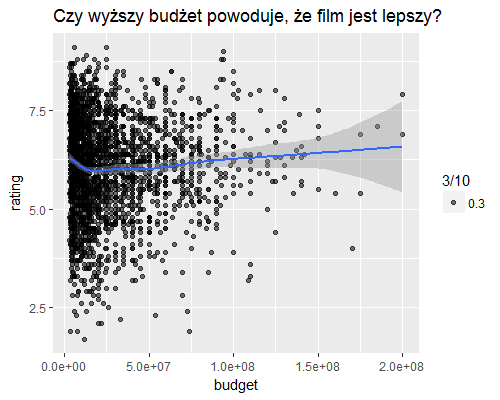 Czy wyższy budżet powoduje, że film jest lepszy?
rating
7.5
5.0
2.5
0.0e+00 5.0e+07 1.0e+08 1.5e+08 2.0e+08
budget
3/10
0.3